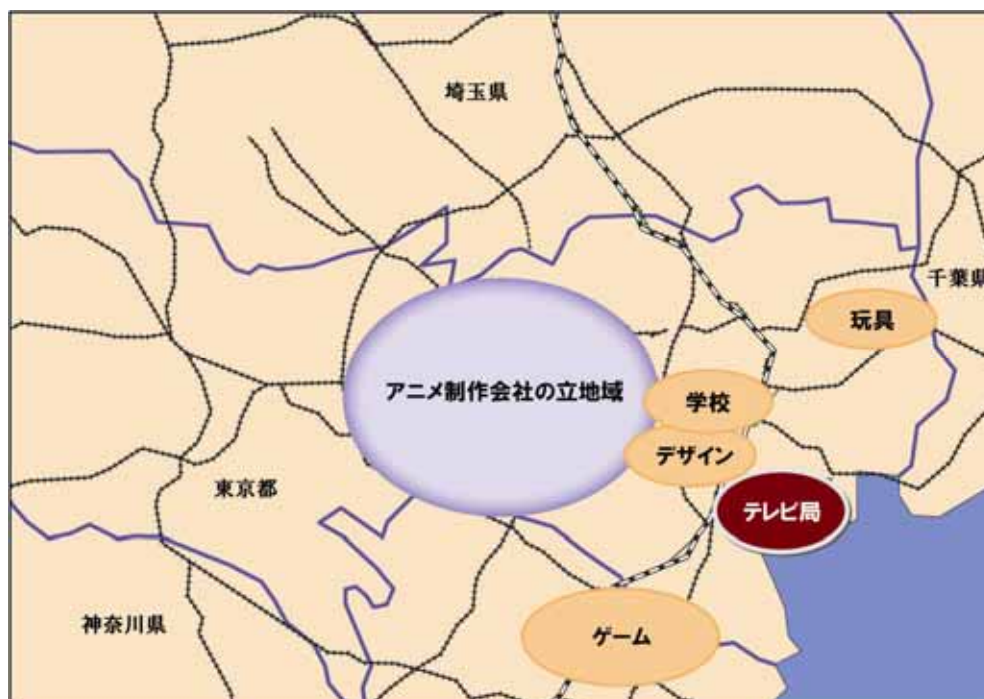 埼玉県
千葉県
玩具
アニメ制作会社の立地域
学校
デザイン
東京都
テレビ局
神奈川県
ゲーム